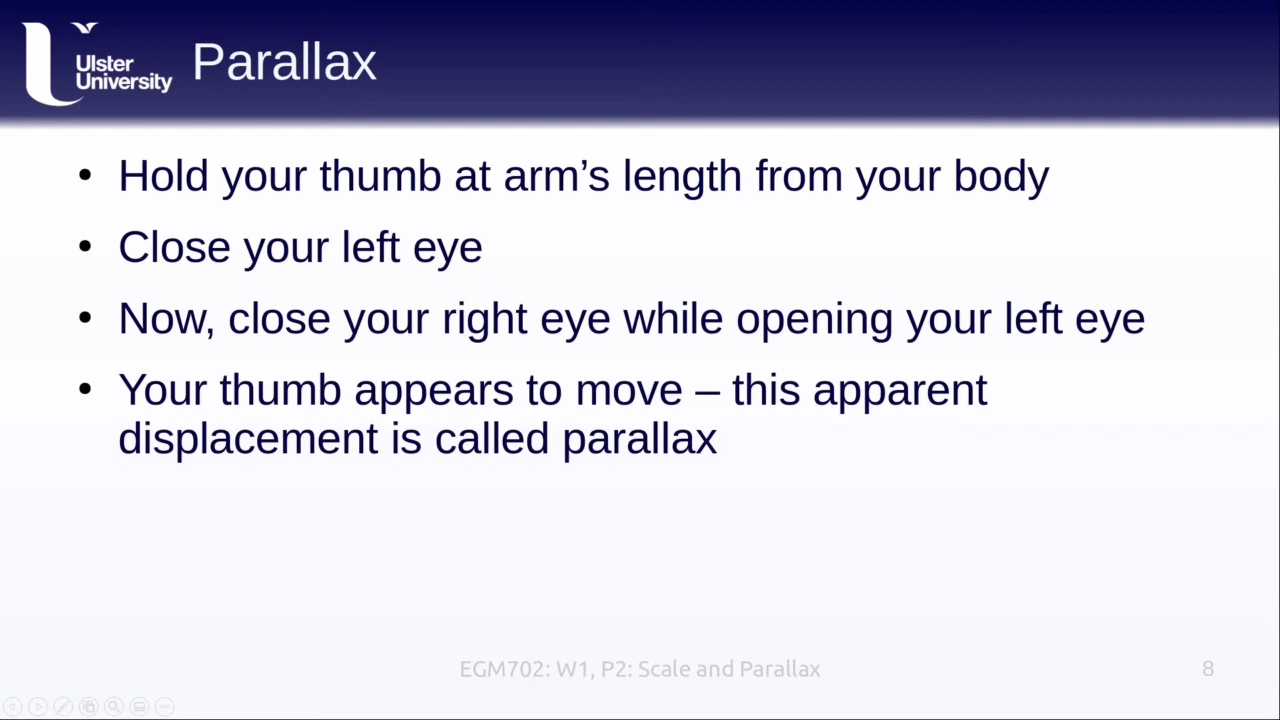 Ulster
University
Parallax
• Hold your thumb at arm’s length from your body
• Close your left eye
• Now, close your right eye while opening your left eye
• Your thumb appears to move – this apparent
displacement is called parallax
EGM702: W1, P2: Scale and Parallax
8